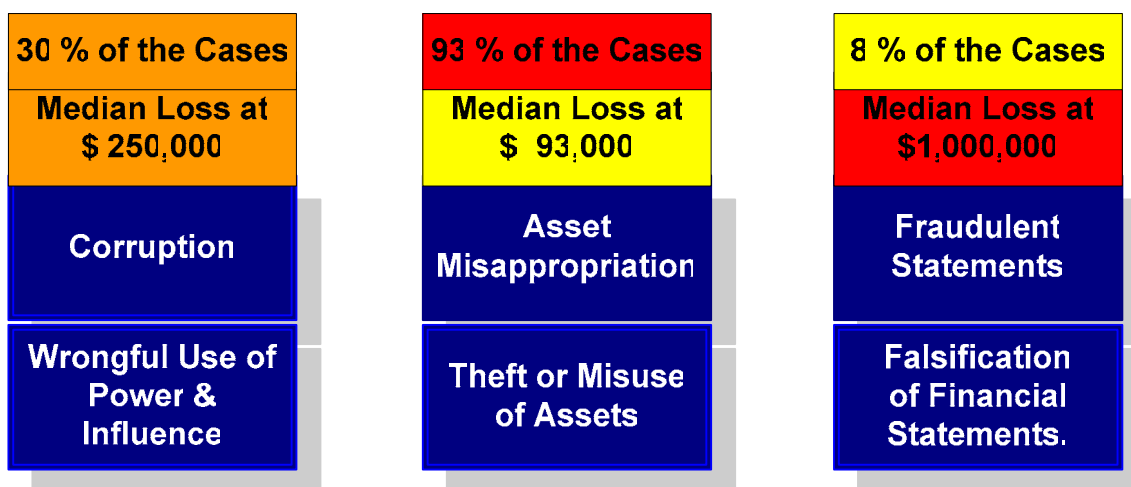 30 % of the Cases
Median Loss at
$ 250,000
Corruption
Wrongful Use of
Power &
Influence
93 % of the Cases
Median Loss at
$ 93,000
Asset
Misappropriation
Theft or Misuse
of Assets
8 % of the Cases
Median Loss at
$1,000,000
Fraudulent
Statements
Falsification
of Financial
Statements.